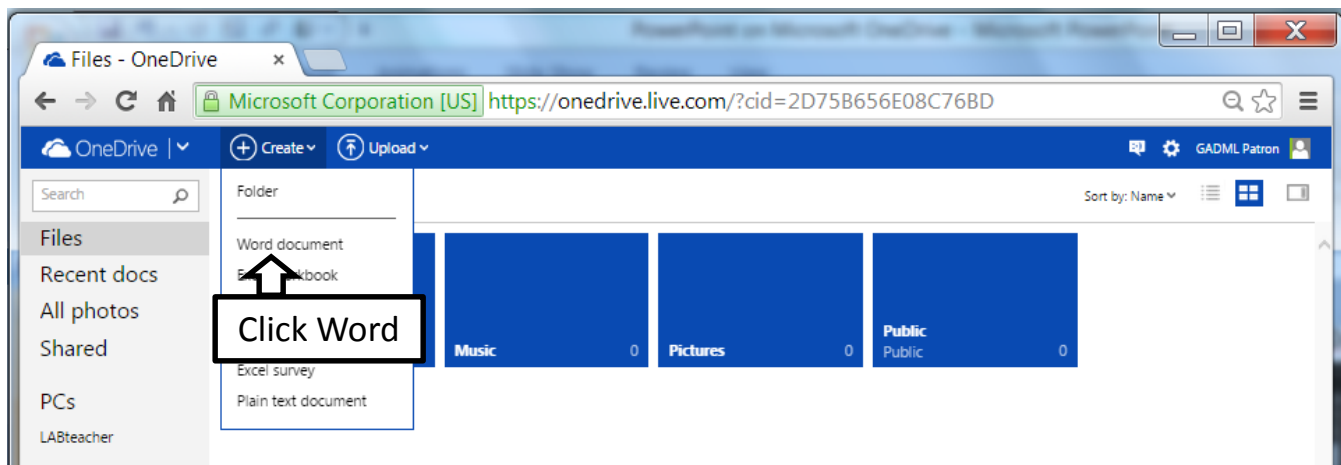 Files - OneDrive ×
Microsoft Corporation [US] https://onedrive.live.com/?cid=2D75B656E08C76BD
OneDrive Create Upload GADML Patron
Search Folder Sort by: Name
Files
Word document
Recent docs
All photos
Click Word
Shared
Public
Music 0 Pictures 0 Public 0
Excel survey
PCs
Plain text document
LABteacher